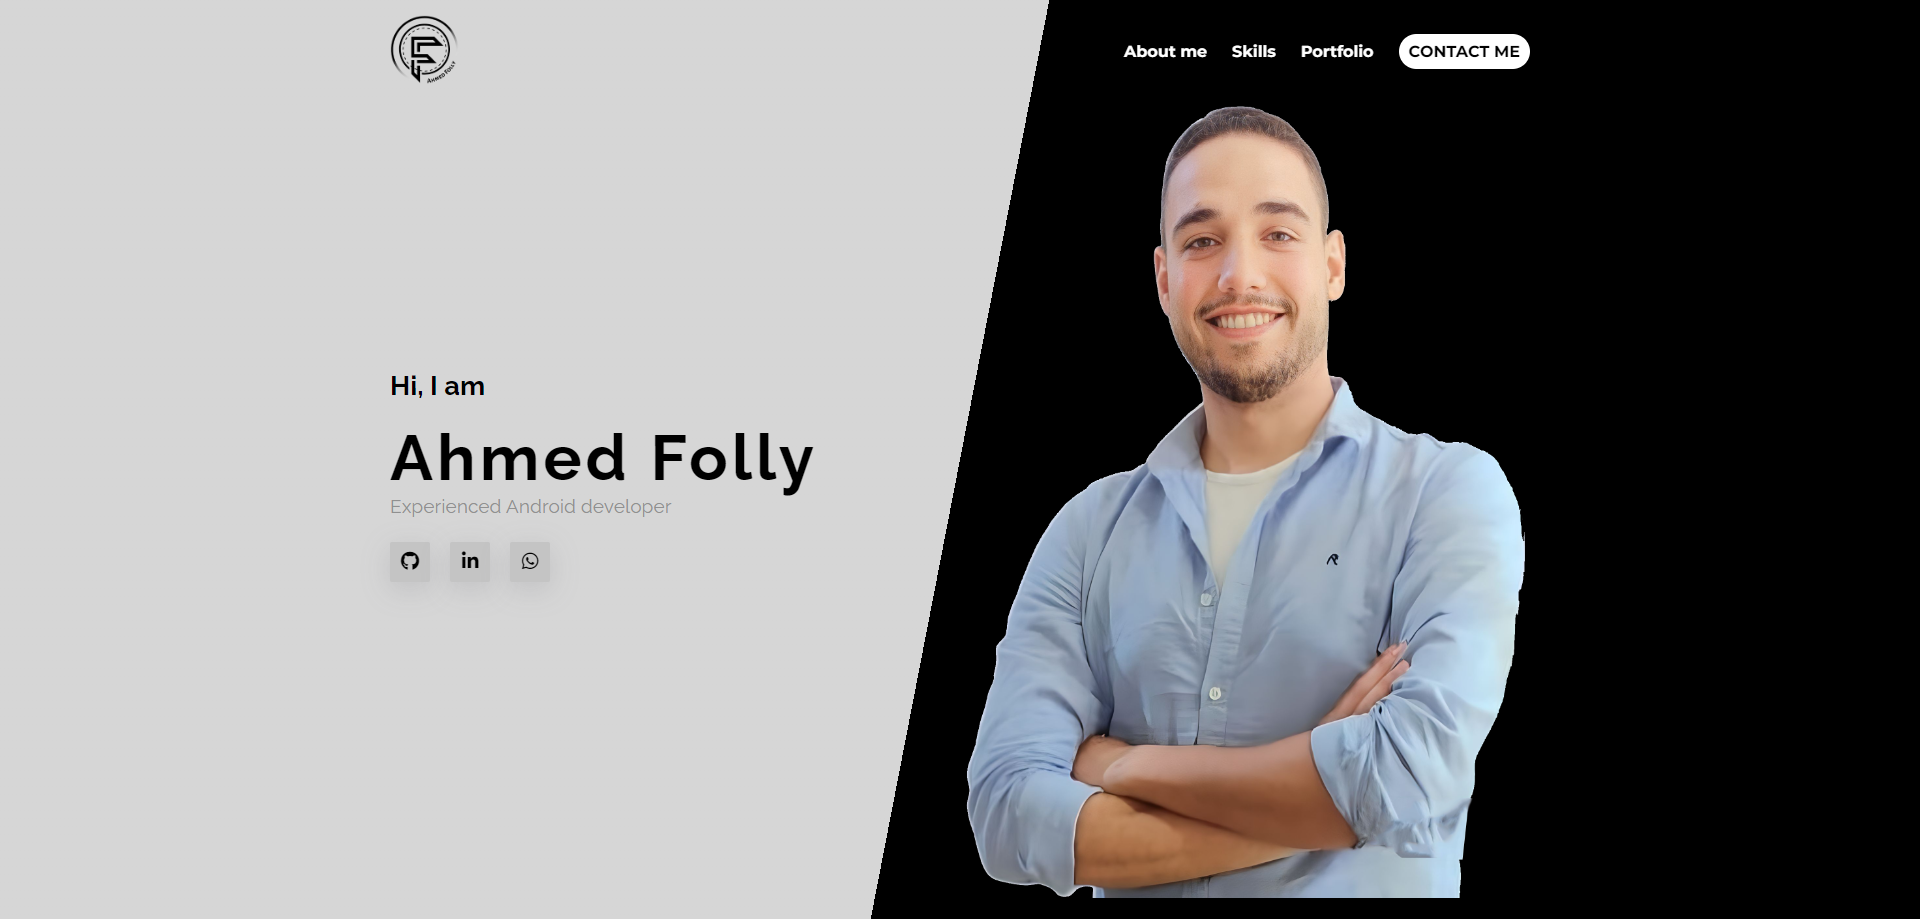 AHMED FOLLY
About me
Skills
Portfolio
CONTACT ME
Hi, I am
Ahmed Folly
Experienced Android developer
in